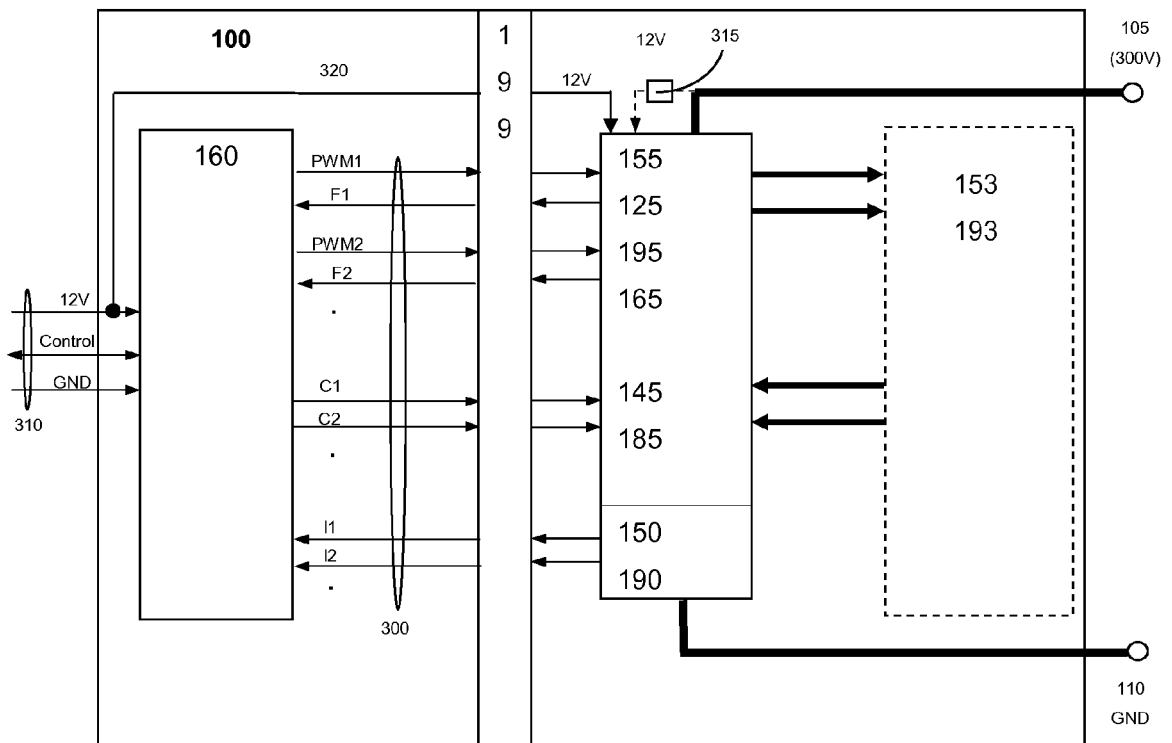 100
1
9
9
320
12V
12V
315
105
(300V)
160
PWM1
F1
PWM2
F2
.
12V
Control
GND
310
C1
C2
.
I1
I2
.
300
155
125
195
165
145
185
150
190
153
193
110
GND